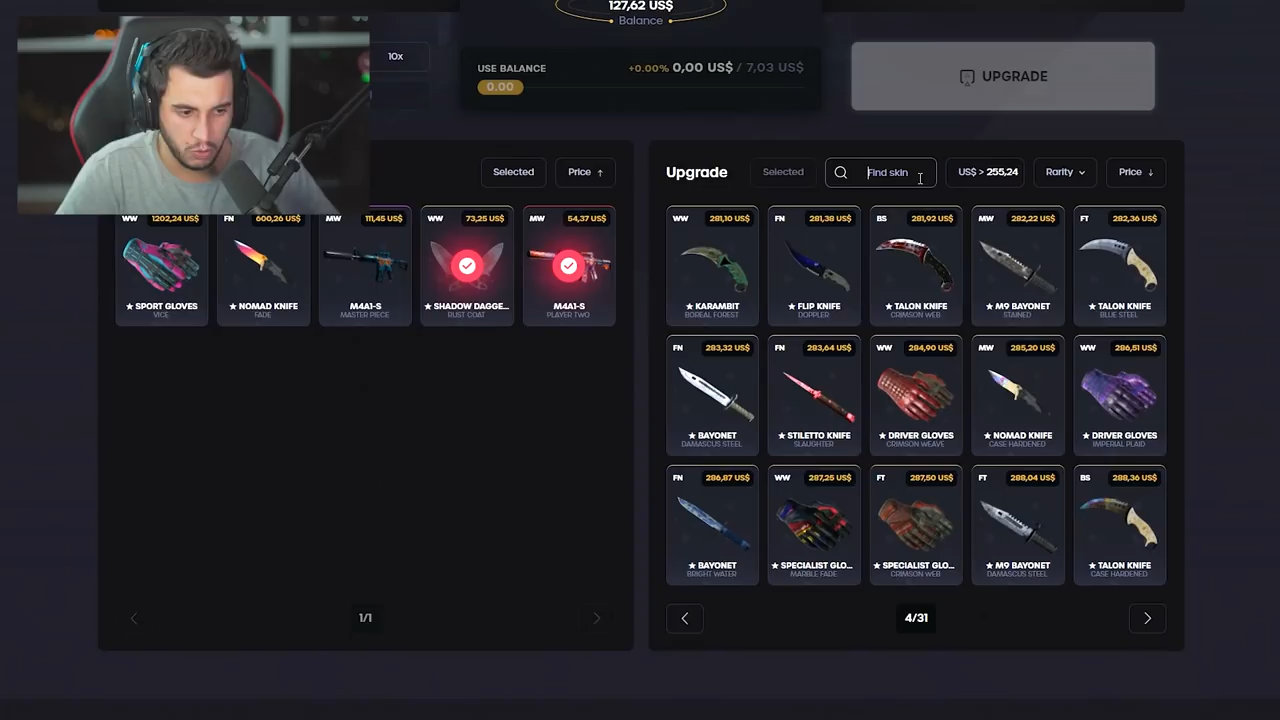 127,62 US$
Balance
10x
USE BALANCE
+0.00% 0,00 US$ / 7,03 US$
0.00
UPGRADE
Selected
Price ↑
WW 1202,24 US$
★ SPORT GLOVES
VICE
FN 600,26 US$
★ NOMAD KNIFE
FADE
MW 111,45 US$
M4A1-S
MASTER PIECE
WW 73,25 US$
★ SHADOW DAGGE...
RUST COAT
MW 54,37 US$
M4A1-S
PLAYER TWO
1/1
Upgrade
Selected
Find skin
US$ > 255,24
Rarity
Price ↓
WW 281,10 US$
★ KARAMBIT
BOREAL FOREST
FN 281,38 US$
★ FLIP KNIFE
DOPPLER
BS 281,92 US$
★ TALON KNIFE
CRIMSON WEB
MW 282,22 US$
★ M9 BAYONET
STAINED
FT 282,36 US$
★ TALON KNIFE
BLUE STEEL
FN 283,32 US$
★ BAYONET
DAMASCUS STEEL
FN 283,64 US$
★ STILETTO KNIFE
SLAUGHTER
WW 284,90 US$
★ DRIVER GLOVES
CRIMSON WEAVE
MW 285,20 US$
★ NOMAD KNIFE
CASE HARDENED
WW 286,51 US$
★ DRIVER GLOVES
IMPERIAL PLAID
FN 286,87 US$
★ BAYONET
BRIGHT WATER
WW 287,25 US$
★ SPECIALIST GLO...
MARBLE FADE
FT 287,50 US$
★ SPECIALIST GLO...
CRIMSON WEB
FT 288,04 US$
★ M9 BAYONET
DAMASCUS STEEL
BS 288,36 US$
★ TALON KNIFE
CASE HARDENED
4/31